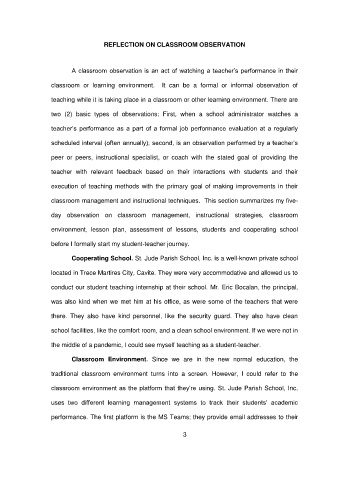 REFLECTION ON CLASSROOM OBSERVATION
A classroom observation is an act of watching a teacher's performance in their
classroom or learning environment. It can be a formal or informal observation of
teaching while it is taking place in a classroom or other learning environment. There are
two (2) basic types of observations: First, when a school administrator watches a
teacher's performance as a part of a formal job performance evaluation at a regularly
scheduled interval (often annually); second, is an observation performed by a teacher's
peer or peers, instructional specialist, or coach with the stated goal of providing the
teacher with relevant feedback based on their interactions with students and their
execution of teaching methods with the primary goal of making improvements in their
classroom management and instructional techniques. This section summarizes my five-
day observation on classroom management, instructional strategies, classroom
environment, lesson plan, assessment of lessons, students and cooperating school
before I formally start my student-teacher journey.
Cooperating School. St. Jude Parish School, Inc. is a well-known private school
located in Trece Martires City, Cavite. They were very accommodative and allowed us to
conduct our student teaching internship at their school. Mr. Eric Bocalan, the principal,
was also kind when we met him at his office, as were some of the teachers that were
there. They also have kind personnel, like the security guard. They also have clean
school facilities, like the comfort room, and a clean school environment. If we were not in
the middle of a pandemic, I could see myself teaching as a student-teacher.
Classroom Environment. Since we are in the new normal education, the
traditional classroom environment turns into a screen. However, I could refer to the
classroom environment as the platform that they're using. St. Jude Parish School, Inc.
uses two different learning management systems to track their students' academic
performance. The first platform is the MS Teams; they provide email addresses to their
3